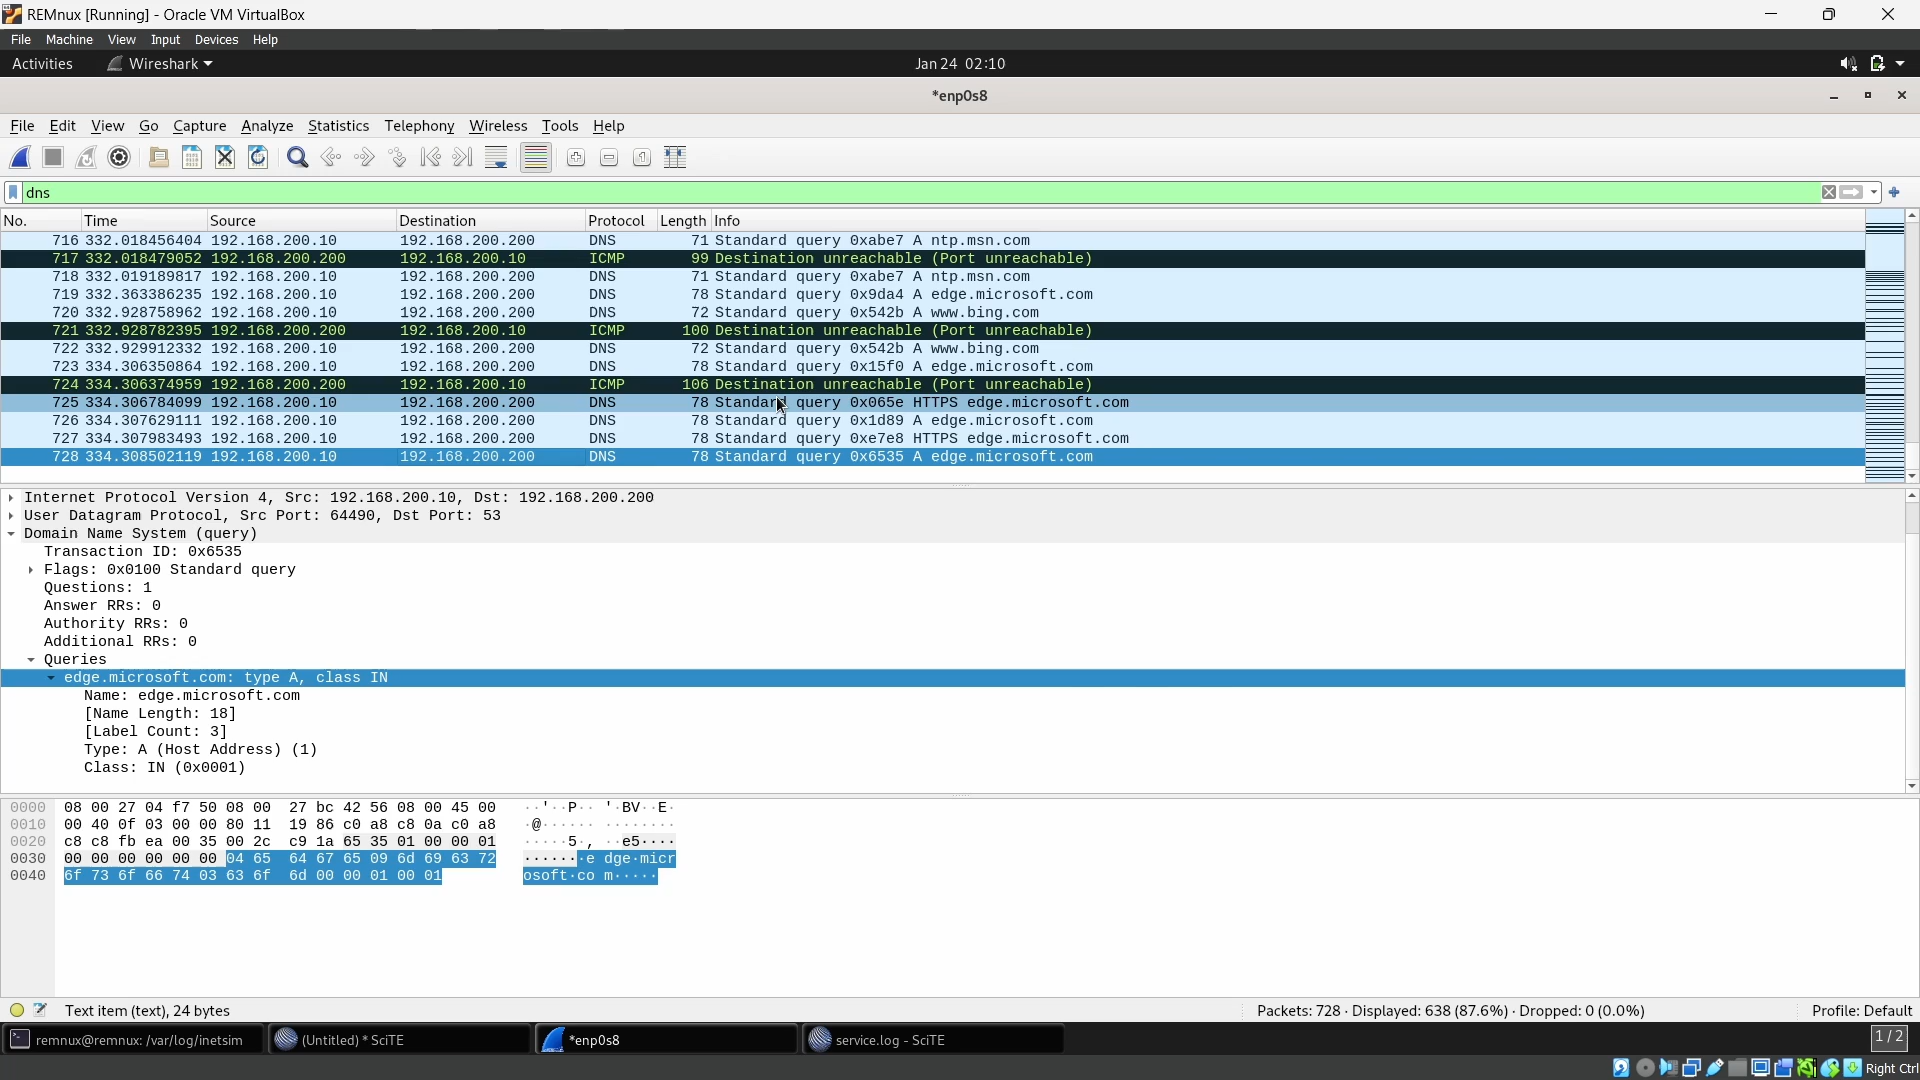 REMnux [Running] - Oracle VM VirtualBox
File Machine View Input Devices Help
Activities Wireshark Jan 24 02:10
*enp0s8
File Edit View Go Capture Analyze Statistics Telephony Wireless Tools Help
dns
No. Time Source Destination Protocol Length Info
716 332.018456404 192.168.200.10 192.168.200.200 DNS 71 Standard query 0xabe7 A ntp.msn.com
717 332.018479052 192.168.200.200 192.168.200.10 ICMP 99 Destination unreachable (Port unreachable)
718 332.019189817 192.168.200.10 192.168.200.200 DNS 71 Standard query 0xabe7 A ntp.msn.com
719 332.363386235 192.168.200.10 192.168.200.200 DNS 78 Standard query 0x9da4 A edge.microsoft.com
720 332.928758962 192.168.200.10 192.168.200.200 DNS 72 Standard query 0x542b A www.bing.com
721 332.928782395 192.168.200.200 192.168.200.10 ICMP 100 Destination unreachable (Port unreachable)
722 332.929912332 192.168.200.10 192.168.200.200 DNS 72 Standard query 0x542b A www.bing.com
723 334.306350864 192.168.200.10 192.168.200.200 DNS 78 Standard query 0x15f0 A edge.microsoft.com
724 334.306374959 192.168.200.200 192.168.200.10 ICMP 106 Destination unreachable (Port unreachable)
725 334.306784099 192.168.200.10 192.168.200.200 DNS 78 Standard query 0x065e HTTPS edge.microsoft.com
726 334.307629111 192.168.200.10 192.168.200.200 DNS 78 Standard query 0x1d89 A edge.microsoft.com
727 334.307983493 192.168.200.10 192.168.200.200 DNS 78 Standard query 0xe7e8 HTTPS edge.microsoft.com
728 334.308502119 192.168.200.10 192.168.200.200 DNS 78 Standard query 0x6535 A edge.microsoft.com
Internet Protocol Version 4, Src: 192.168.200.10, Dst: 192.168.200.200
User Datagram Protocol, Src Port: 64490, Dst Port: 53
Domain Name System (query)
Transaction ID: 0x6535
Flags: 0x0100 Standard query
Questions: 1
Answer RRs: 0
Authority RRs: 0
Additional RRs: 0
Queries
edge.microsoft.com: type A, class IN
Name: edge.microsoft.com
[Name Length: 18]
[Label Count: 3]
Type: A (Host Address) (1)
Class: IN (0x0001)
0000 08 00 27 04 f7 50 08 00 27 bc 42 56 08 00 45 00 ··'··P·· '·BV··E·
0010 00 40 0f 03 00 00 80 11 19 86 c0 a8 c8 0a c0 a8 ·@······ ········
0020 c8 c8 fb ea 00 35 00 2c c9 1a 65 35 01 00 00 01 ·····5·, ··e5····
0030 00 00 00 00 00 00 04 65 64 67 65 09 6d 69 63 72 ·······e dge·micr
0040 6f 73 6f 66 74 03 63 6f 6d 00 00 01 00 01 osoft·co m·····
Text item (text), 24 bytes Packets: 728 · Displayed: 638 (87.6%) · Dropped: 0 (0.0%) Profile: Default
remnux@remnux: /var/log/inetsim (Untitled) * SciTE *enp0s8 service.log - SciTE 1 / 2
Right Ctrl